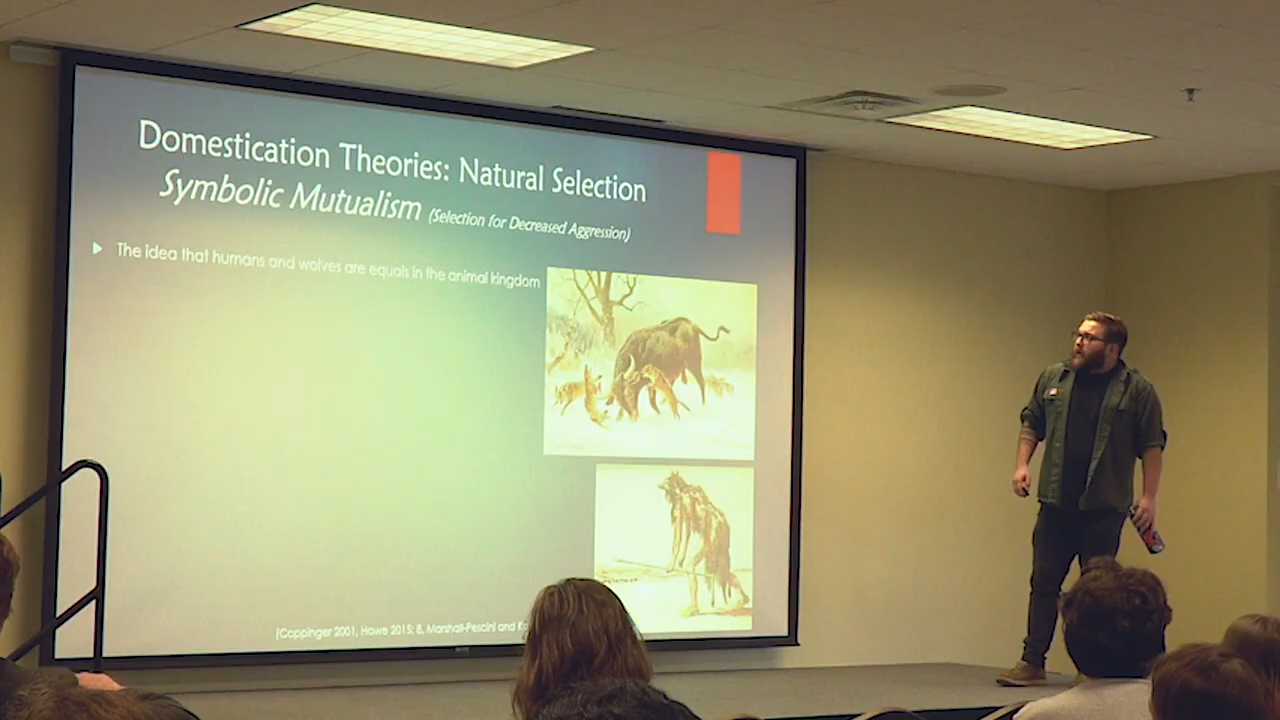 Domestication Theories: Natural Selection
Symbolic Mutualism (Selection for Decreased Aggression)
The idea that humans and wolves are equals in the animal kingdom
(Coppinger 2001, Howe 2015: 8, Marshall-Pescini and